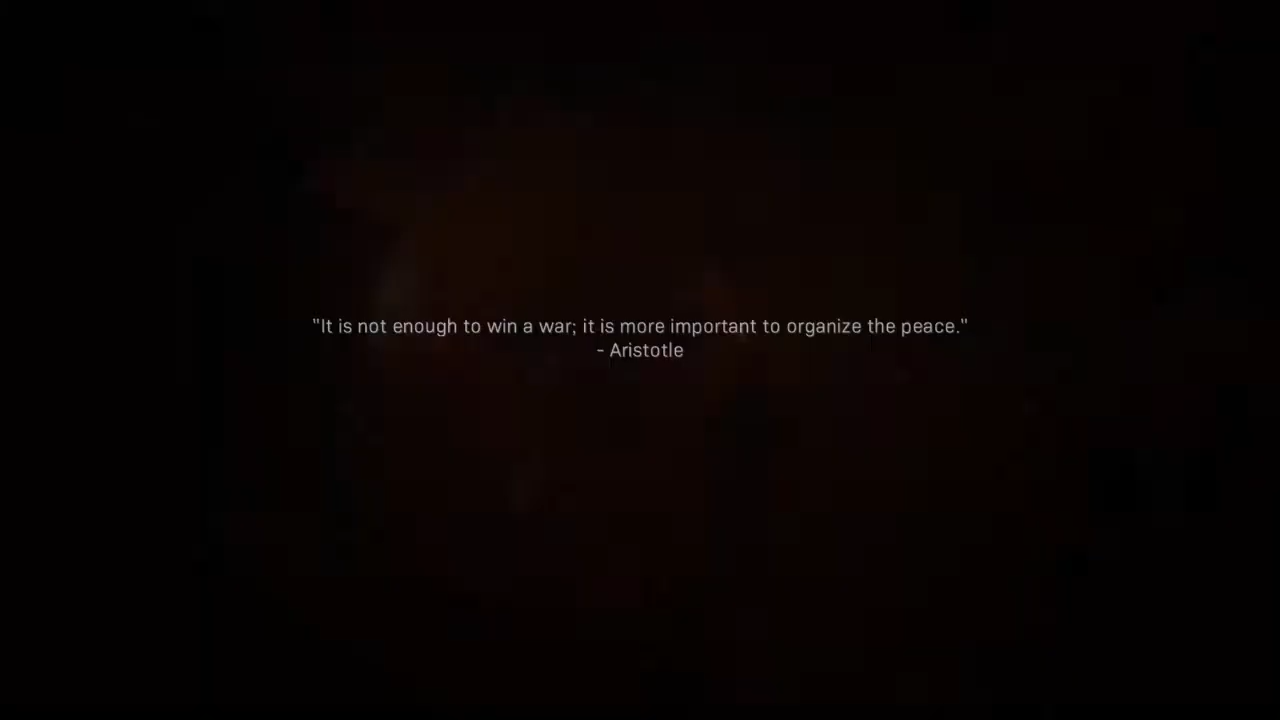 "It is not enough to win a war; it is more important to organize the peace."
- Aristotle